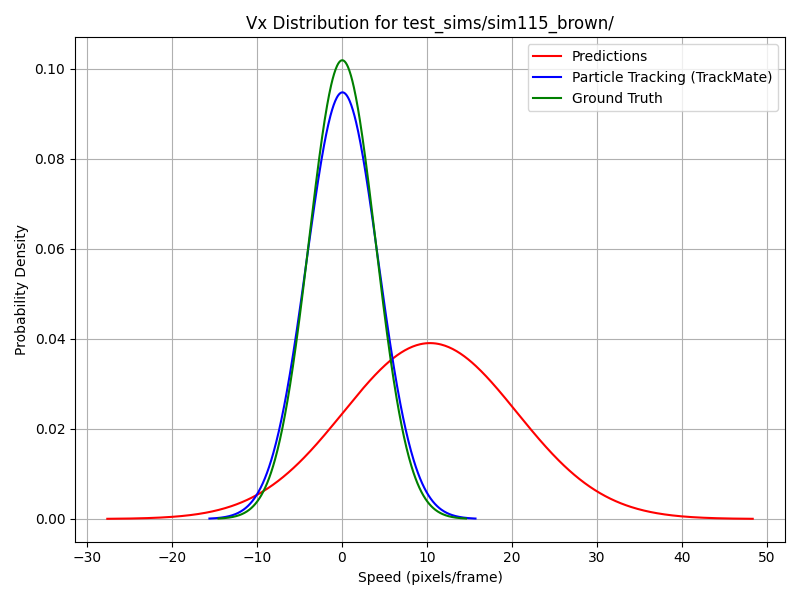 Vx Distribution for test_sims/sim115_brown/
Predictions
Particle Tracking (TrackMate)
Ground Truth
Probability Density
0.10
0.08
0.06
0.04
0.02
0.00
−30 −20 −10 0 10 20 30 40 50
Speed (pixels/frame)